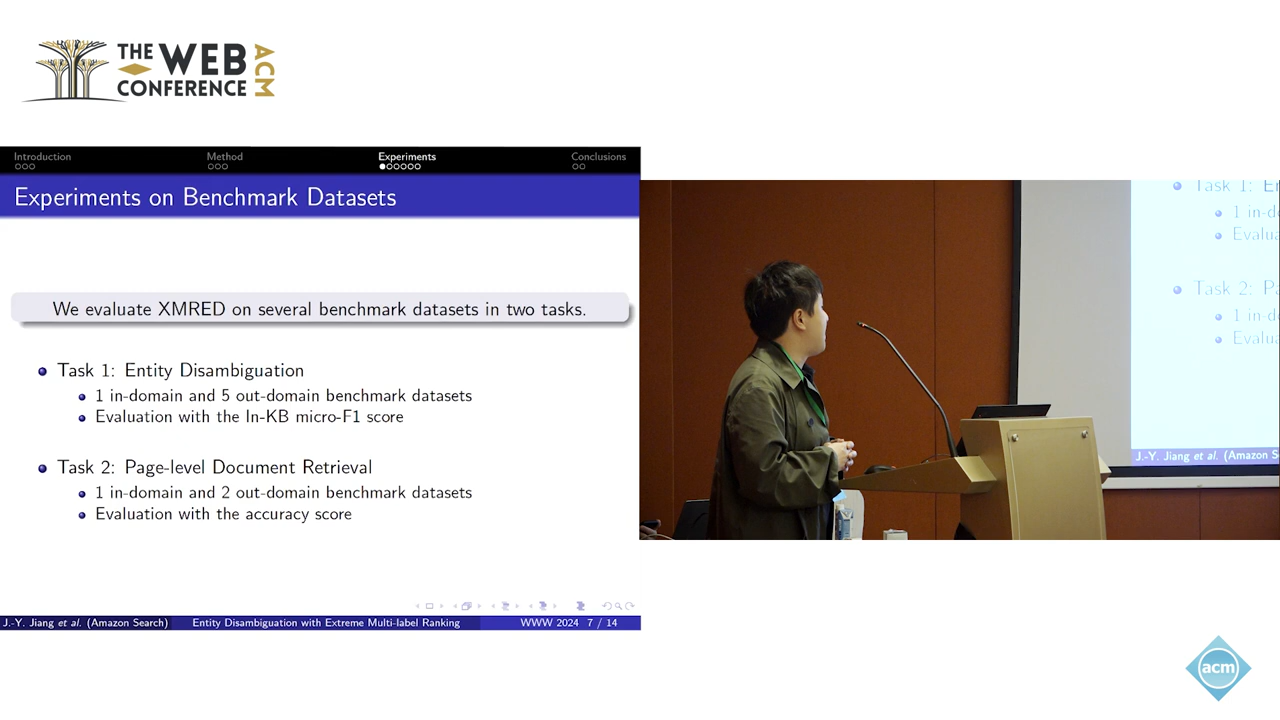 THE WEB
CONFERENCE
ACM
Introduction
Method
Experiments
Conclusions
Experiments on Benchmark Datasets
We evaluate XMRED on several benchmark datasets in two tasks.
Task 1: Entity Disambiguation
1 in-domain and 5 out-domain benchmark datasets
Evaluation with the In-KB micro-F1 score
Task 2: Page-level Document Retrieval
1 in-domain and 2 out-domain benchmark datasets
Evaluation with the accuracy score
J.-Y. Jiang et al. (Amazon Search)
Entity Disambiguation with Extreme Multi-label Ranking
WWW 2024 7 / 14
Task 1:
1 in-d
Evalua
Task 2: Pa
1 in-d
Evalua
J.-Y. Jiang et al. (Amazon Se
acm